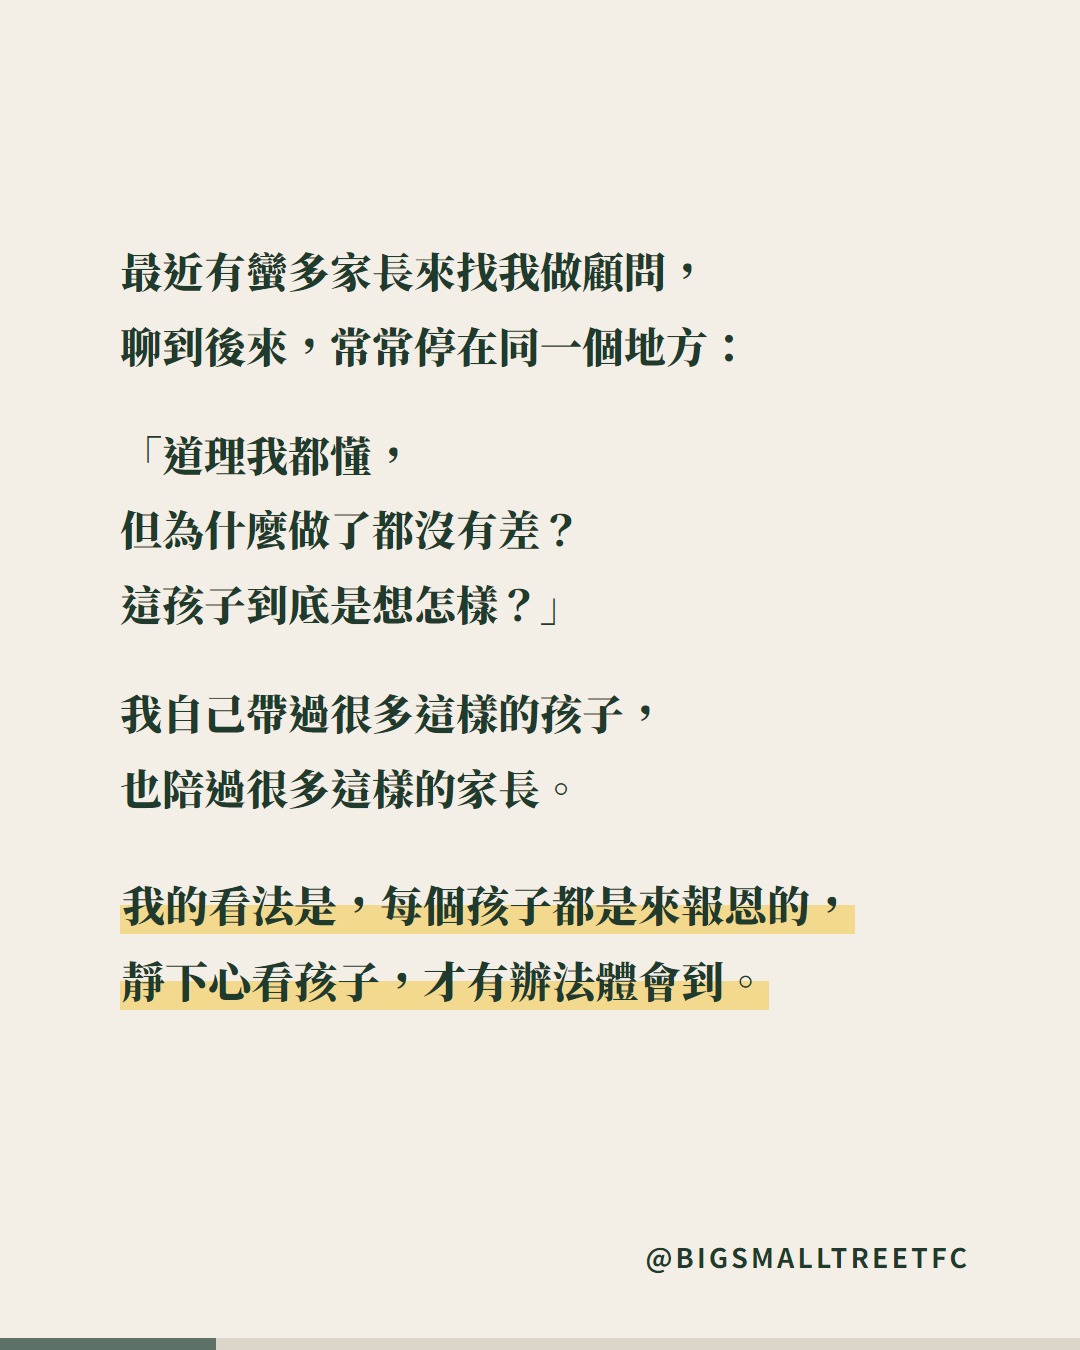 最近有蠻多家長來找我做顧問，
聊到後來，常常停在同一個地方：
「道理我都懂，
但為什麼做了都沒有差？
這孩子到底是想怎樣？」
我自己帶過很多這樣的孩子，
也陪過很多這樣的家長。
我的看法是，每個孩子都是來報恩的，
靜下心看孩子，才有辦法體會到。
@BIGSMALLTREETFC